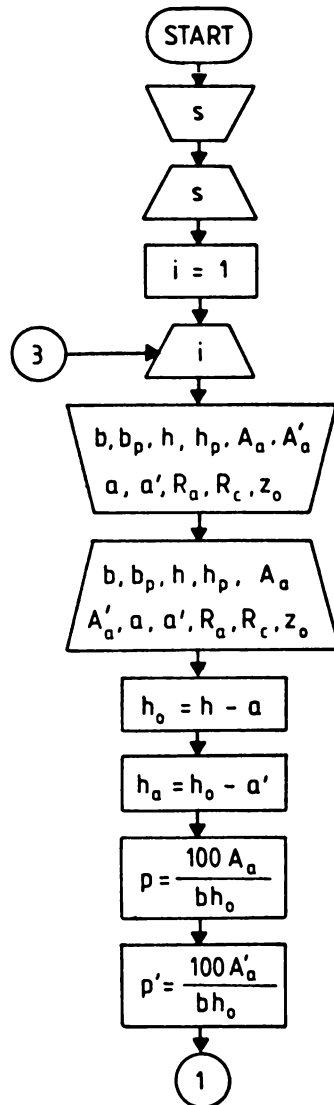 START
s
s
i = 1
3
i
b, b_p, h, h_p, A_a, A'_a
a, a', R_a, R_c, z_o
b, b_p, h, h_p, A_a
A'_a, a, a', R_a, R_c, z_o
h_o = h - a
h_a = h_o - a'
p = 100 A_a / bh_o
p' = 100 A'_a / bh_o
1